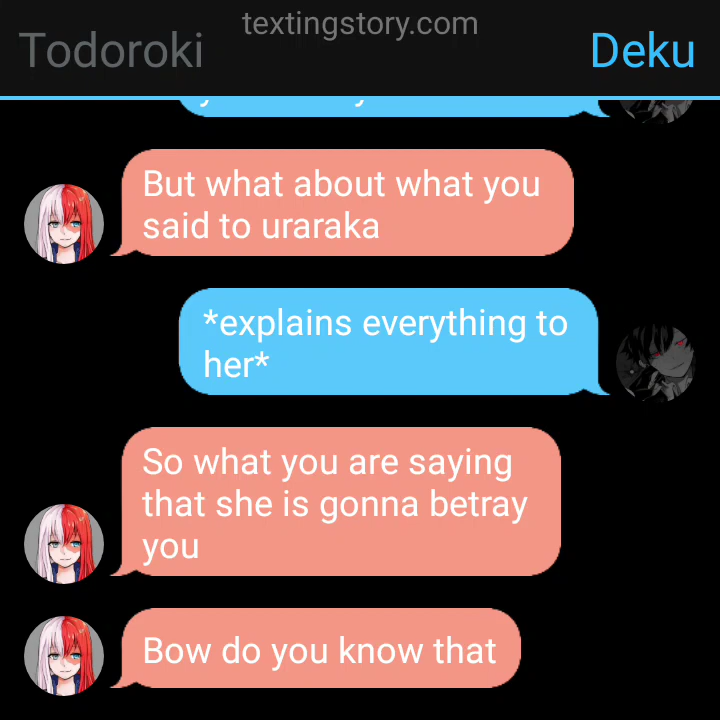 textingstory.com
Todoroki
Deku
But what about what you
said to uraraka
*explains everything to
her*
So what you are saying
that she is gonna betray
you
Bow do you know that